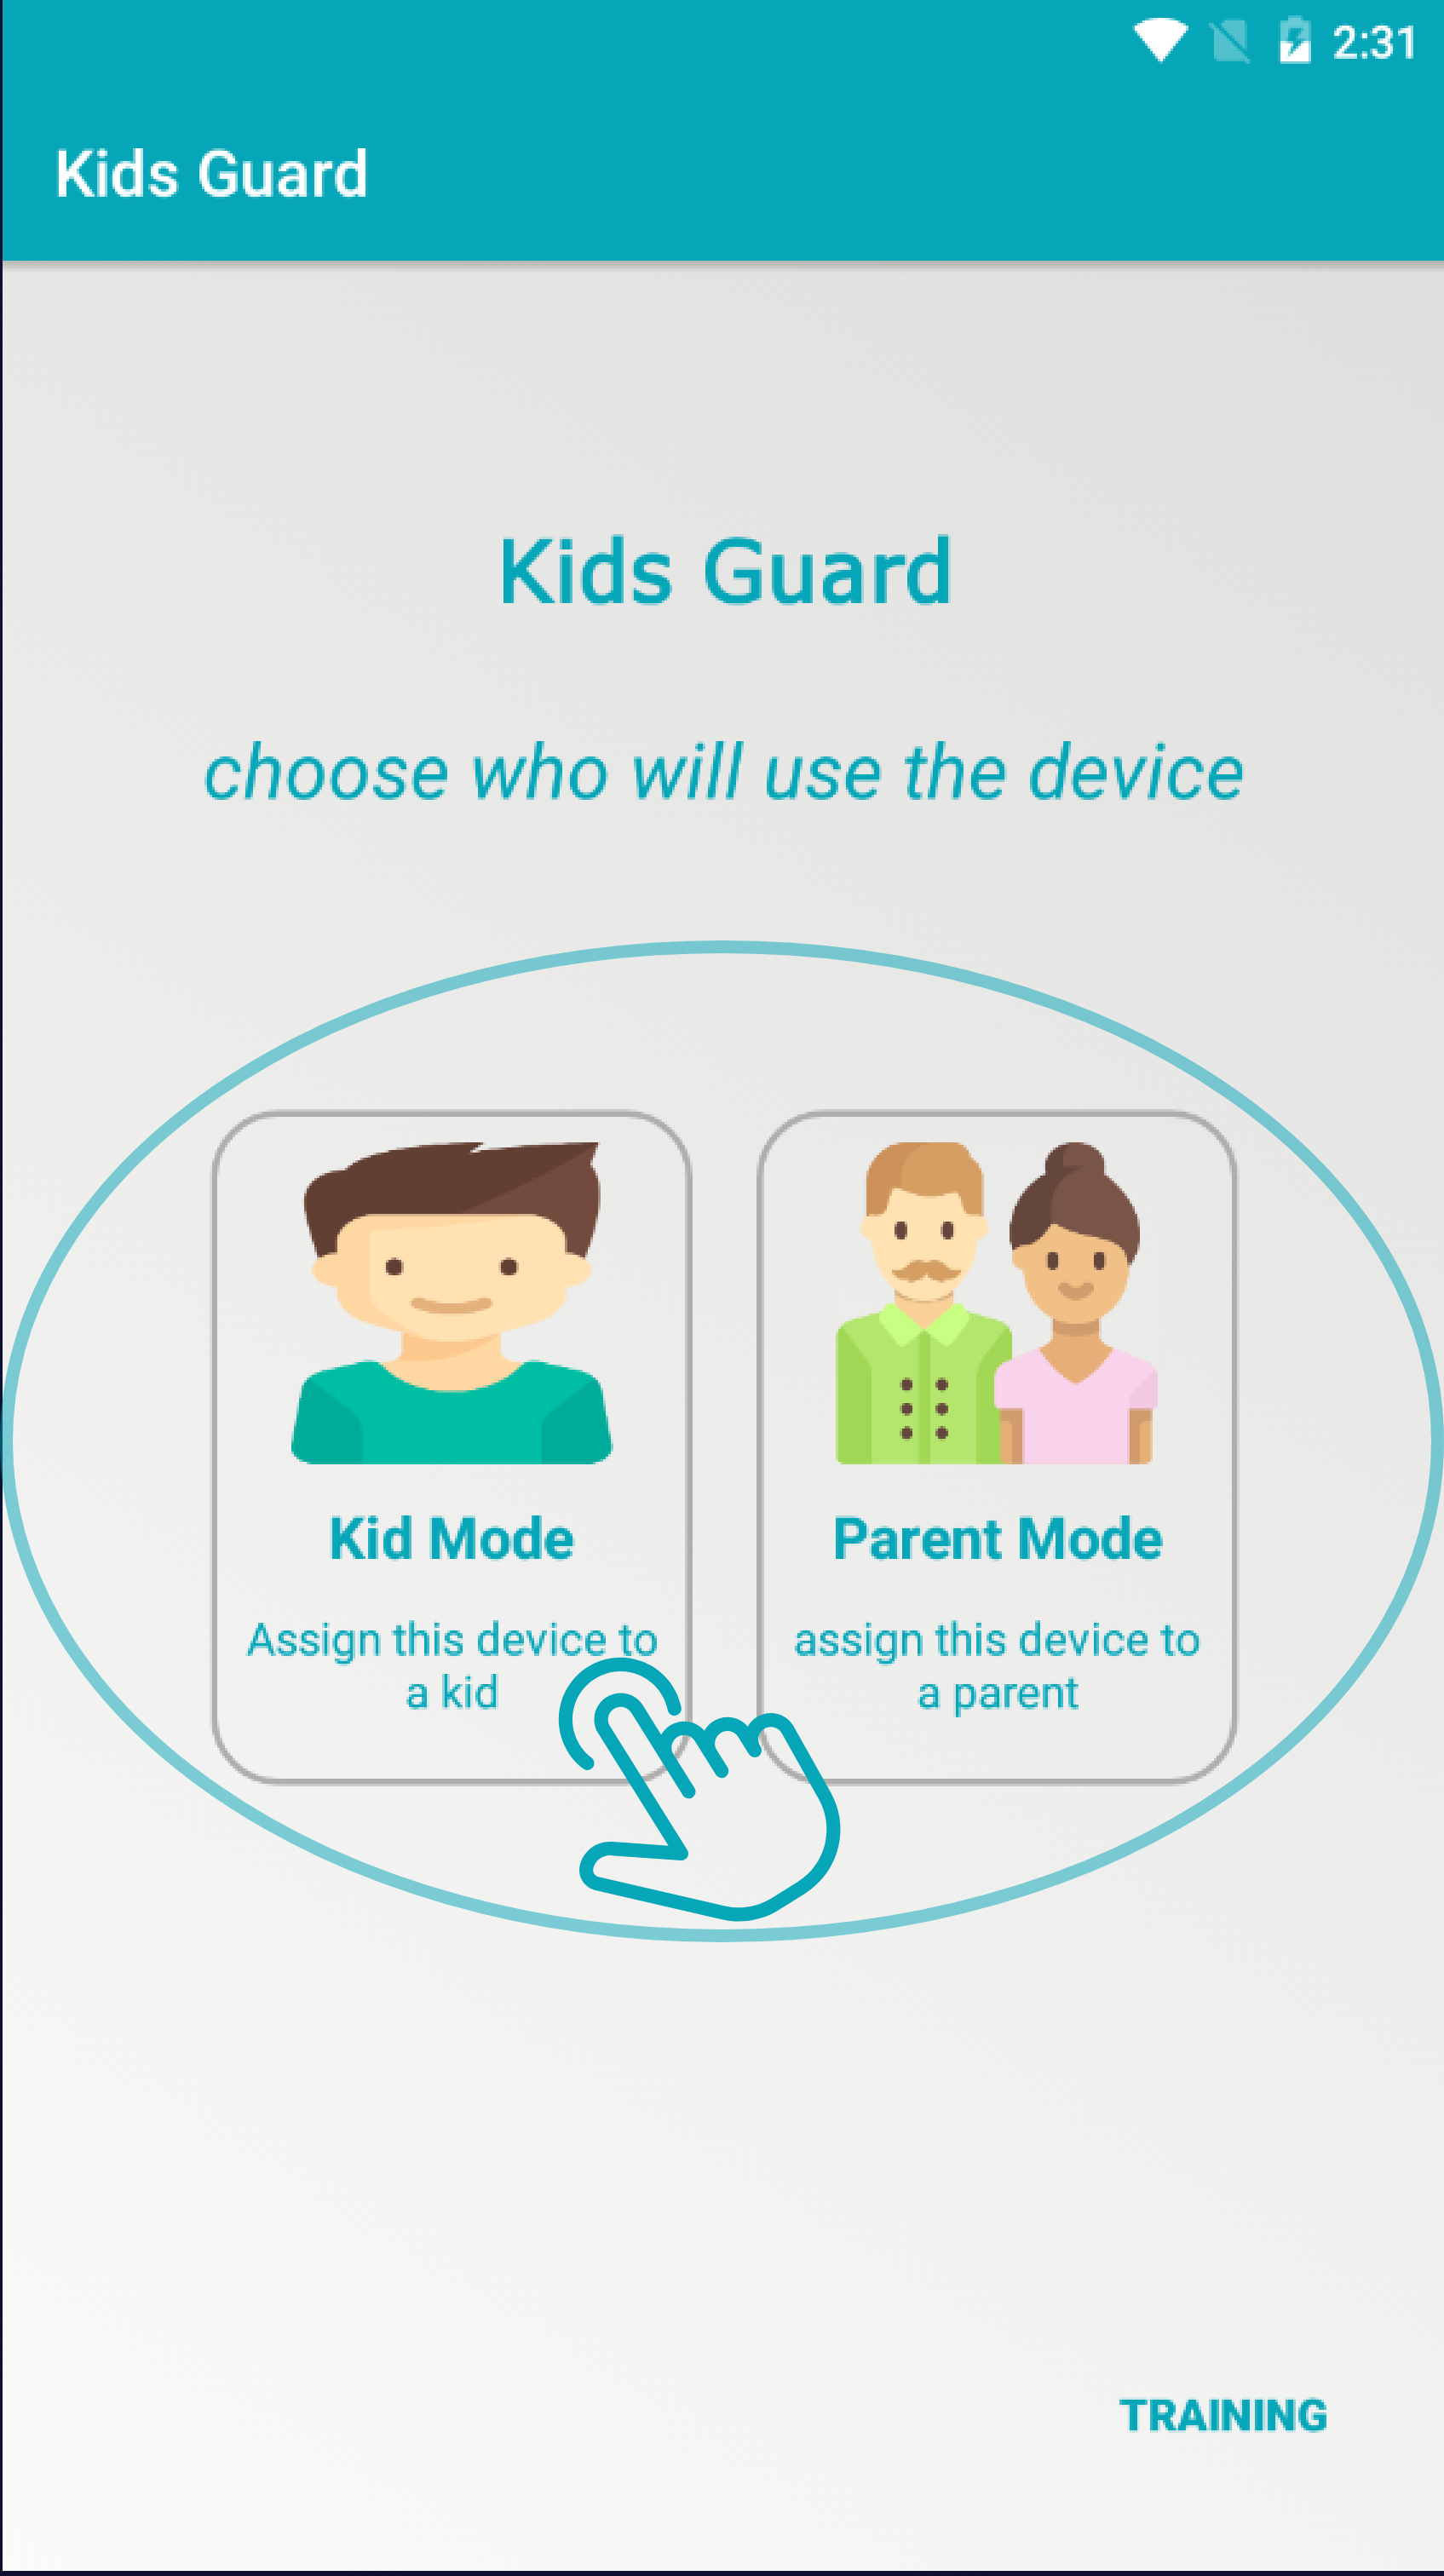 2:31
Kids Guard
Kids Guard
choose who will use the device
Kid Mode
Assign this device to
a kid
Parent Mode
assign this device to
a parent
TRAINING